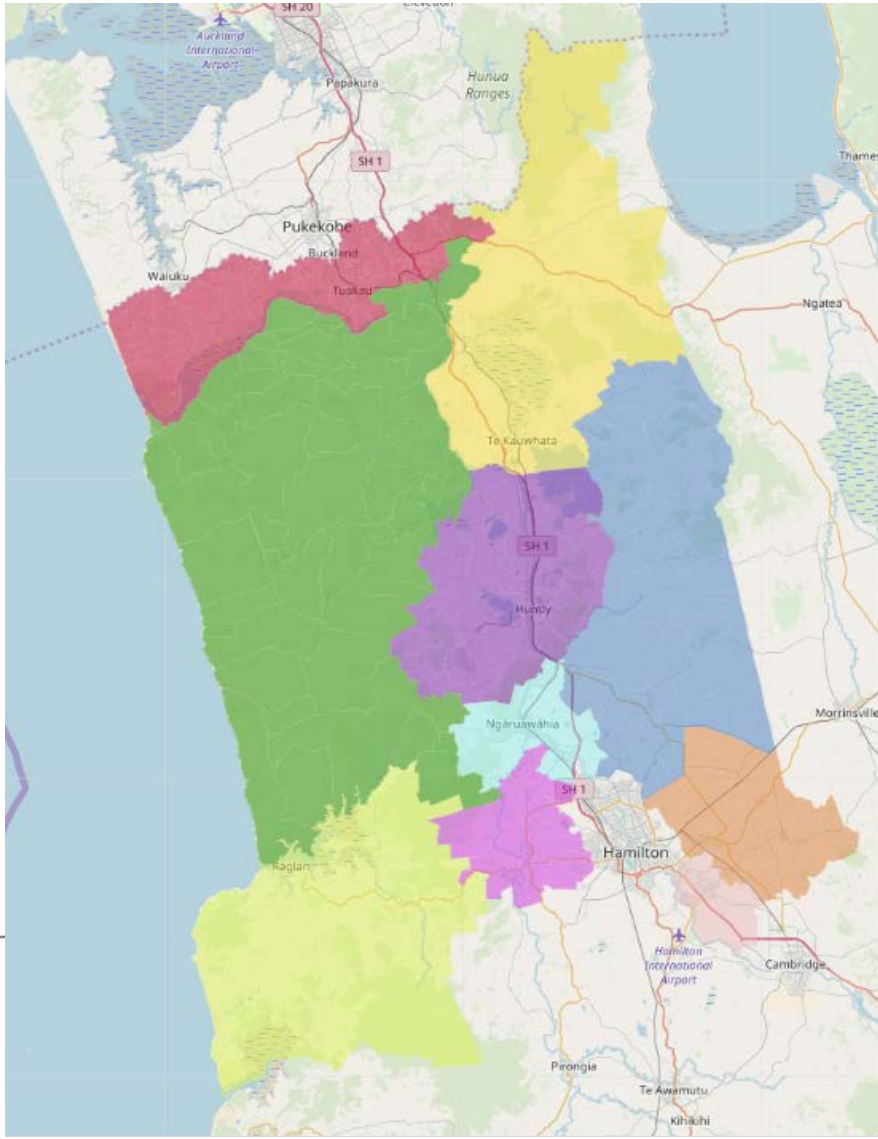 SH 20
Auckland
International
Airport
Papakura
Hunua
Ranges
SH 1
Thames
Pukekohe
Buckland
Waiuku
Tuakau
Ngatea
Te Kauwhata
SH 1
Huntly
Morrinsville
Ngāruawāhia
SH 1
Hamilton
Raglan
Hamilton
International
Airport
Cambridge
Pirongia
Te Awamutu
Kihikihi